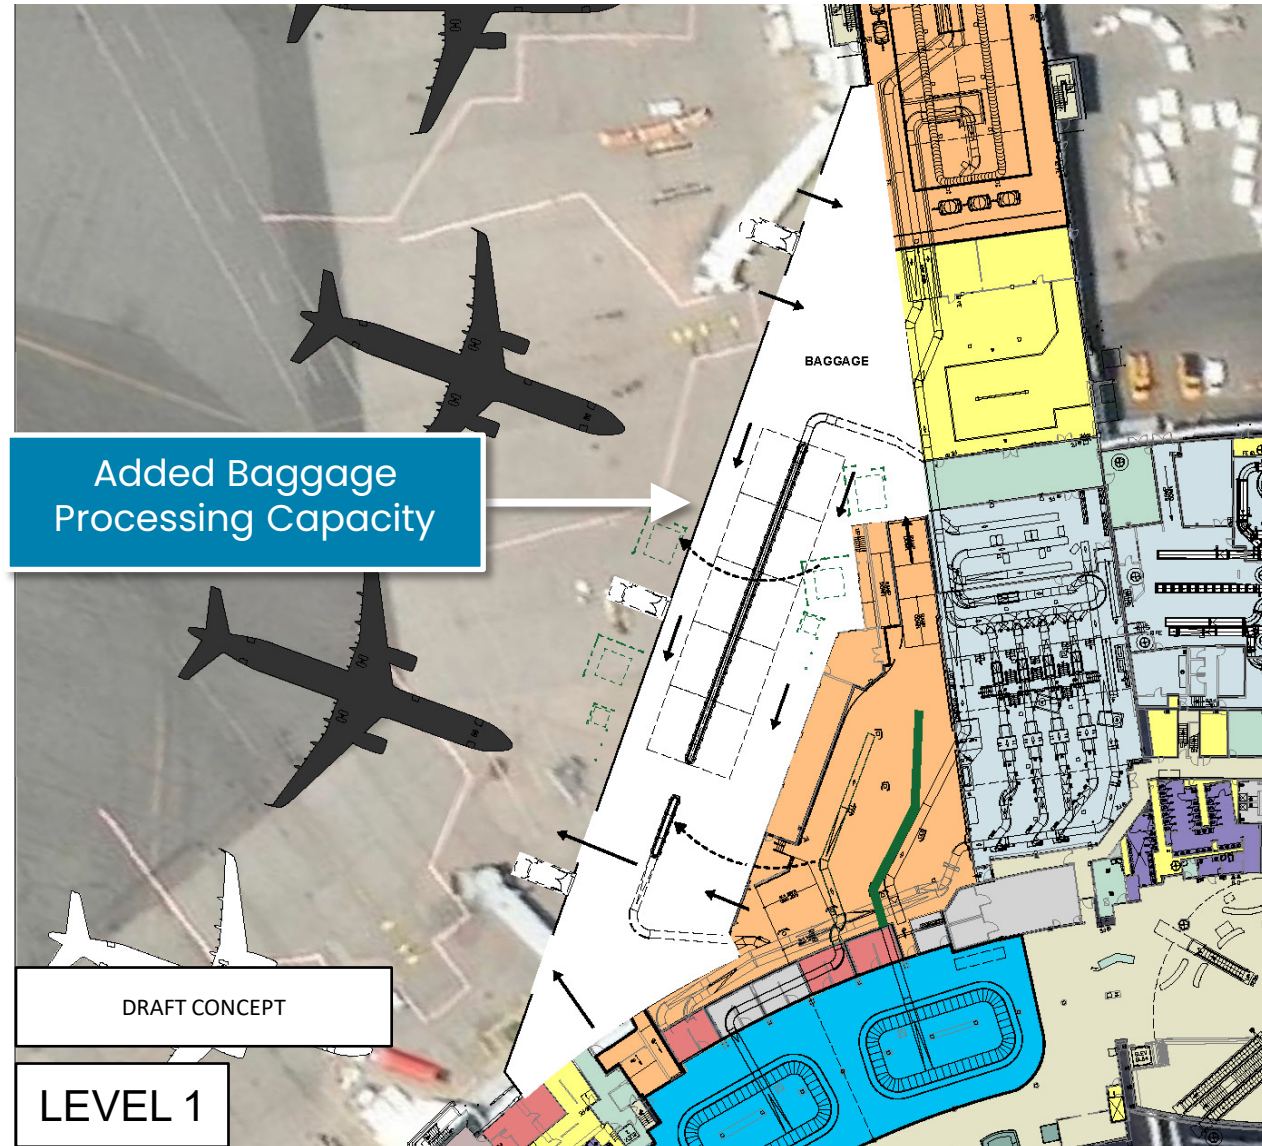 BAGGAGE
Added Baggage
Processing Capacity
DRAFT CONCEPT
LEVEL 1